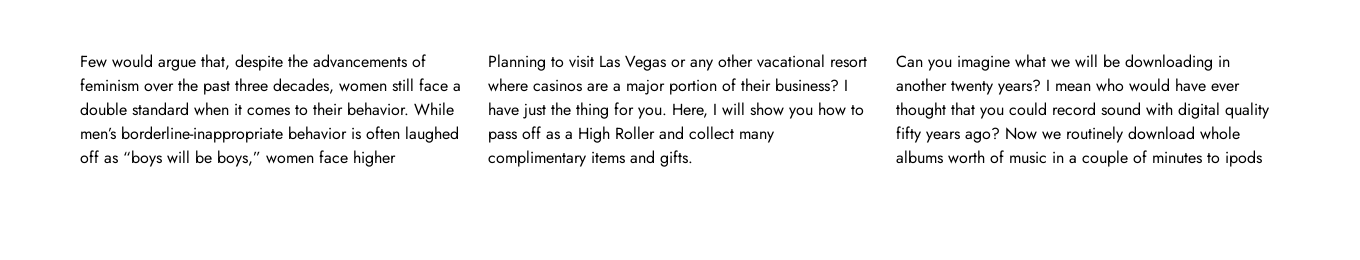 Few would argue that, despite the advancements of
feminism over the past three decades, women still face a
double standard when it comes to their behavior. While
men’s borderline-inappropriate behavior is often laughed
off as “boys will be boys,” women face higher
Planning to visit Las Vegas or any other vacational resort
where casinos are a major portion of their business? I
have just the thing for you. Here, I will show you how to
pass off as a High Roller and collect many
complimentary items and gifts.
Can you imagine what we will be downloading in
another twenty years? I mean who would have ever
thought that you could record sound with digital quality
fifty years ago? Now we routinely download whole
albums worth of music in a couple of minutes to ipods